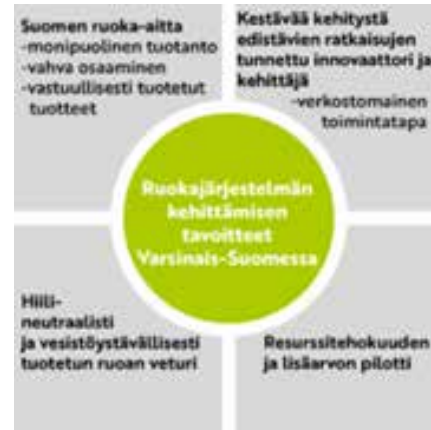 Suomen ruoka-aitta
-monipuolinen tuotanto
-vahva osaaminen
-vastuullisesti tuotetut
tuotteet
Kestävää kehitystä
edistävien ratkaisujen
tunnettu innovaattori ja
kehittäjä
-verkostomainen
toimintatapa
Ruokajärjestelmän
kehittämisen
tavoitteet
Varsinais-Suomessa
Hiili-
neutraalisti
ja vesistöystävällisesti
tuotetun ruoan veturi
Resurssitehokuuden
ja lisäarvon pilotti